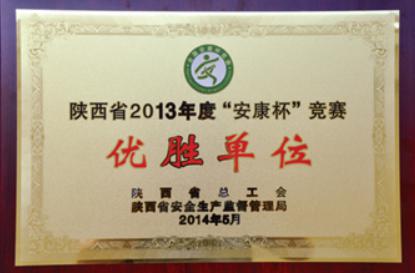 陕西省2013年度“安康杯”竞赛
优胜单位
陕西省总工会
陕西省安全生产监督管理局
2014年5月